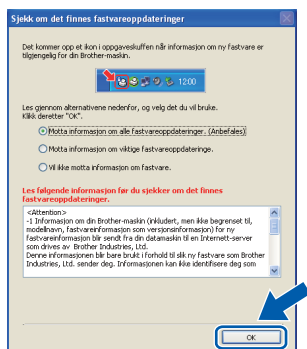 Sjekk om det finnes fastvareoppdateringer
Det kommer opp et ikon i oppgaveskuffen når informasjon om ny fastvare er
tilgjengelig for din Brother-maskin.
12:00
Les gjennom alternativene nedenfor, og velg det du vil bruke.
Klikk deretter "OK".
Motta informasjon om alle fastvareoppdateringer. (Anbefales)
Motta informasjon om viktige fastvareoppdateringe.
Vil ikke motta informasjon om fastvare.
Les følgende informasjon før du sjekker om det finnes
fastvareoppdateringer.
<Attention>
-1 Informasjon om din Brother-maskin (inkludert, men ikke begrenset til,
modellnavn, fastvareinformasjon som versjonsinformasjon) for ny
fastvareinformasjon blir sendt fra din datamaskin til en Internett-server
som drives av Brother Industries, Ltd.
Denne informasjonen blir bare brukt i forhold til slik ny fastvare som Brother
Industries, Ltd. sender deg. Informasjonen kan ikke identifisere deg som
OK